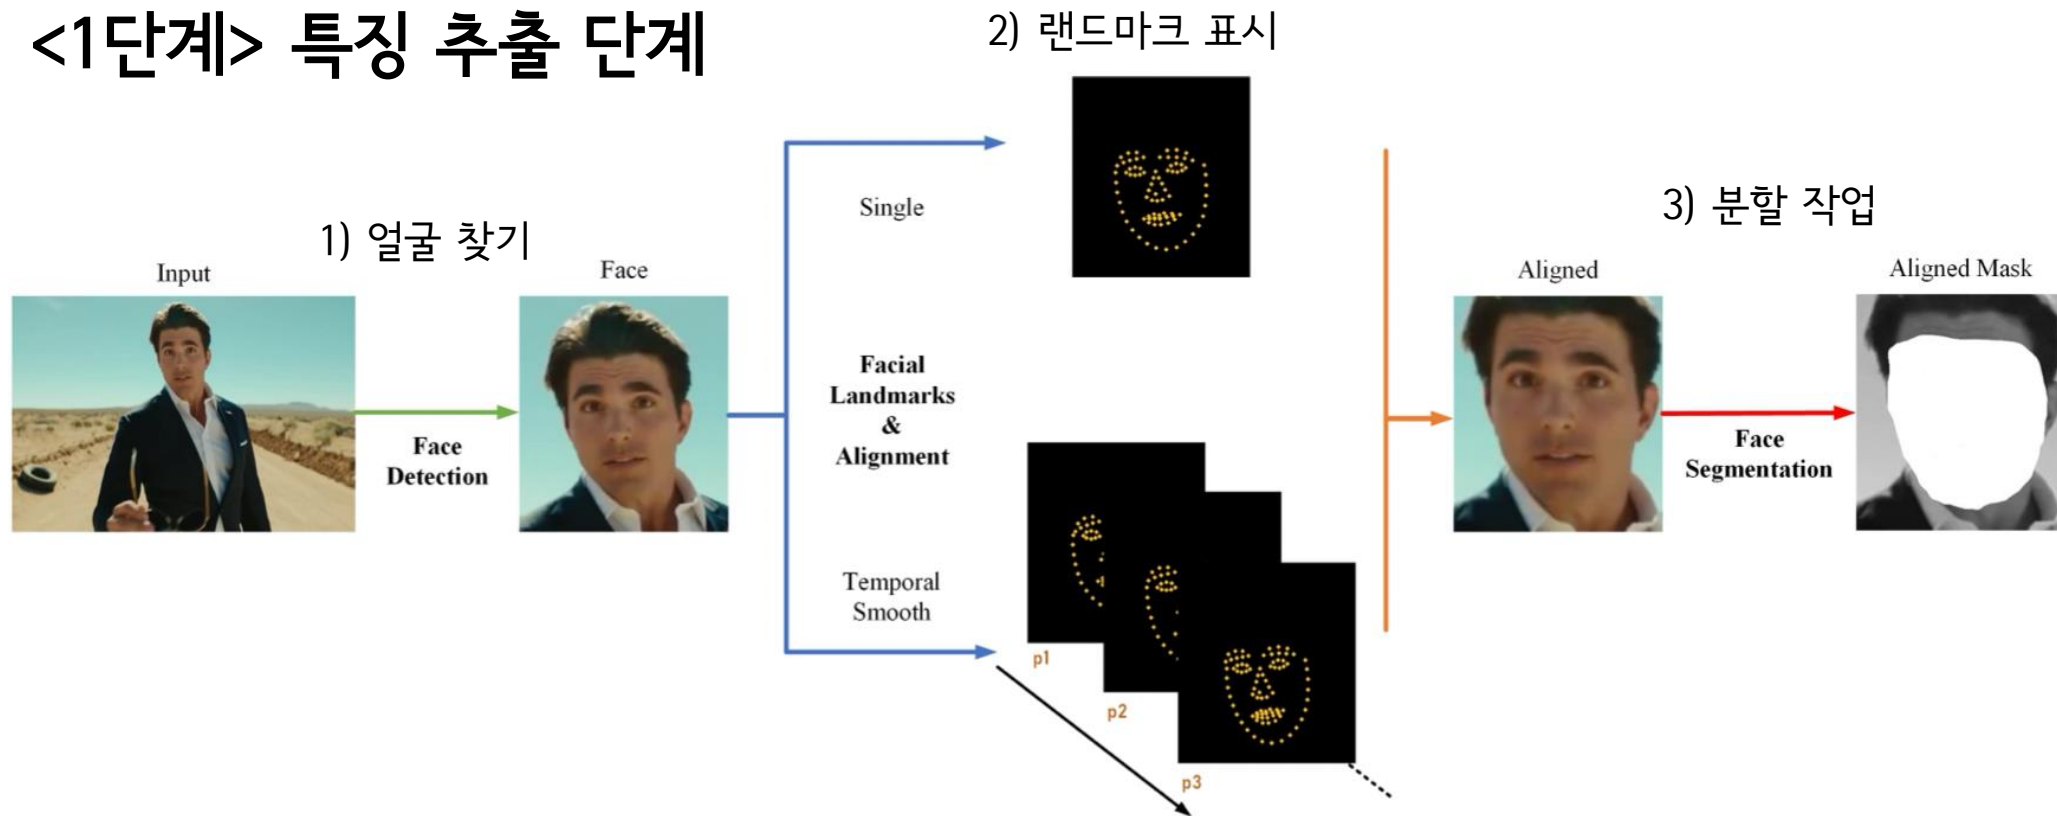 <1단계> 특징 추출 단계
2) 랜드마크 표시
1) 얼굴 찾기
3) 분할 작업
Input
Face
Face
Detection
Single
Facial
Landmarks
&
Alignment
Temporal
Smooth
p1
p2
p3
Aligned
Face
Segmentation
Aligned Mask